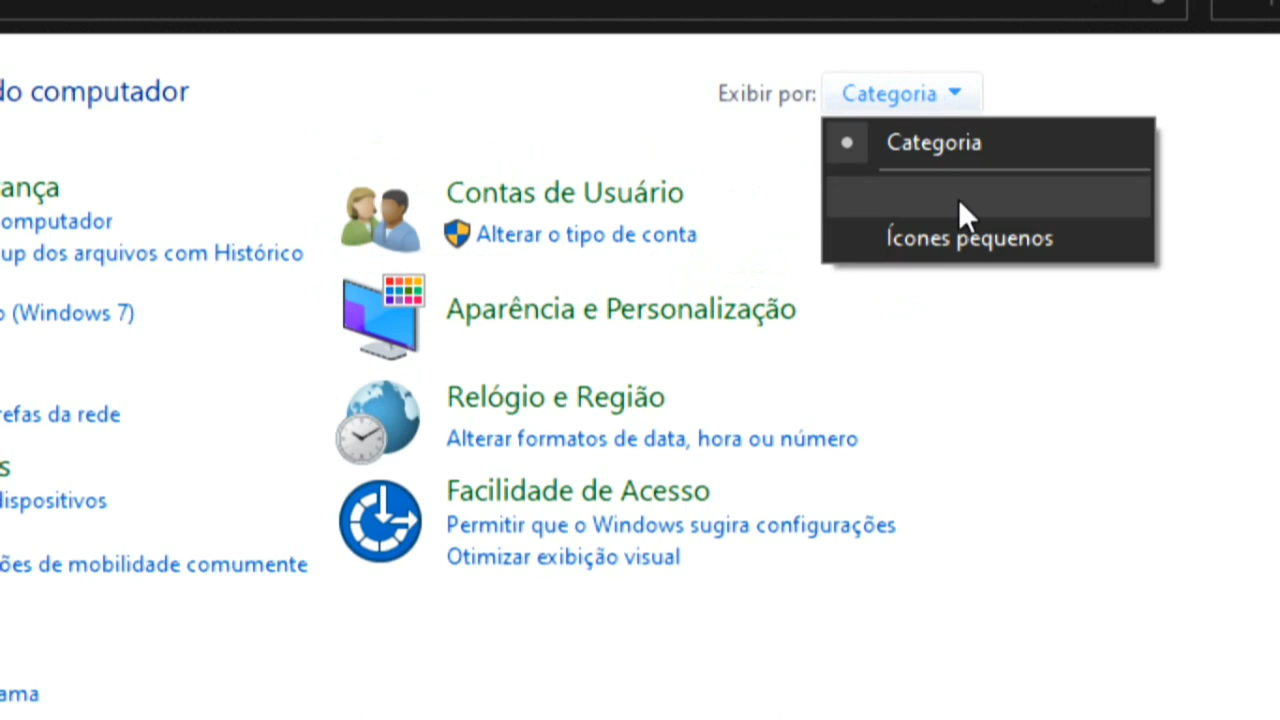 do computador
Exibir por:
Categoria
Categoria
Ícones pequenos
ança
computador
up dos arquivos com Histórico
o (Windows 7)
refas da rede
s
dispositivos
ões de mobilidade comumente
ama
Contas de Usuário
Alterar o tipo de conta
Aparência e Personalização
Relógio e Região
Alterar formatos de data, hora ou número
Facilidade de Acesso
Permitir que o Windows sugira configurações
Otimizar exibição visual